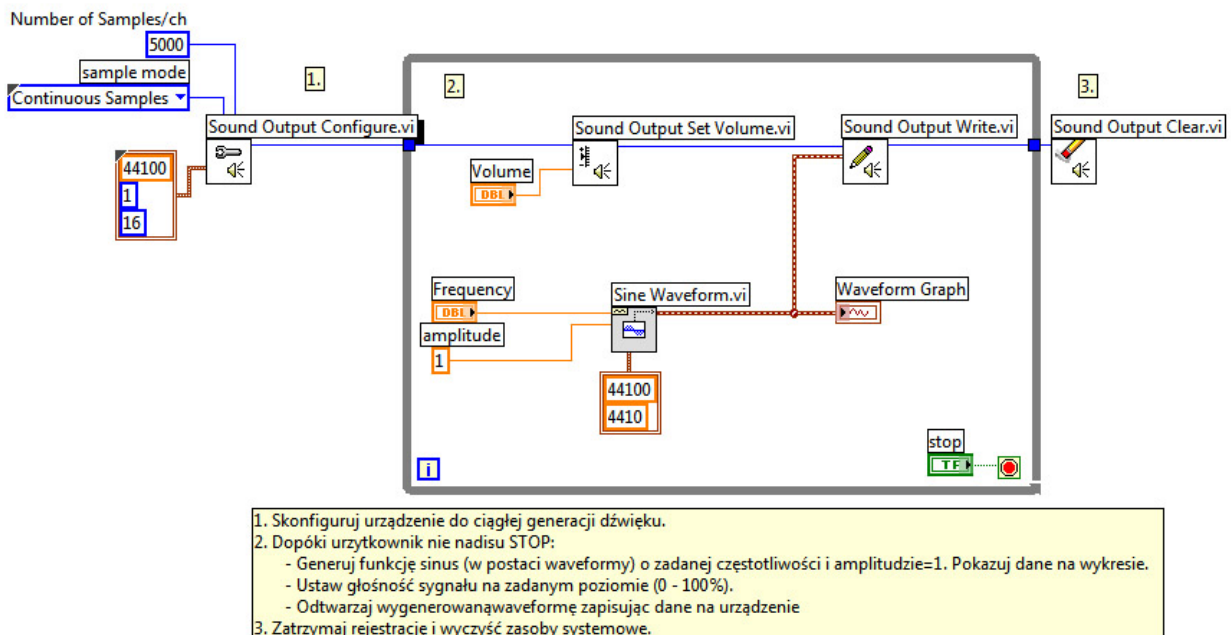 Number of Samples/ch
5000
sample mode
Continuous Samples
1.
2.
3.
Sound Output Configure.vi
Sound Output Set Volume.vi
Sound Output Write.vi
Sound Output Clear.vi
44100
1
16
Volume
DBL
Frequency
DBL
amplitude
1
Sine Waveform.vi
Waveform Graph
44100
4410
stop
TF
i
1. Skonfiguruj urządzenie do ciągłej generacji dźwięku.
2. Dopóki urzytkownik nie nadisu STOP:
- Generuj funkcję sinus (w postaci waveformy) o zadanej częstotliwości i amplitudzie=1. Pokazuj dane na wykresie.
- Ustaw głośność sygnału na zadanym poziomie (0 - 100%).
- Odtwarzaj wygenerowanąwaveformę zapisując dane na urządzenie
3. Zatrzymaj rejestrację i wyczyść zasoby systemowe.